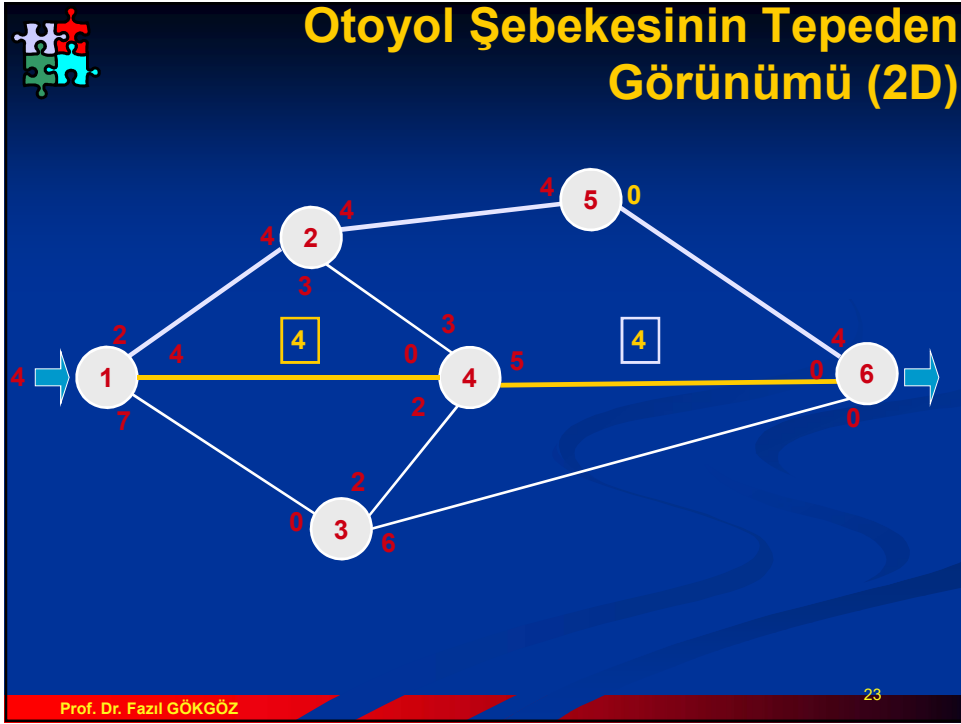 Otoyol Şebekesinin Tepeden
Görünümü (2D)
4 5 0
4
4 2
3
2 3 4
4 4 0 5 4
4 1 4 0 6
7 2 0
2
0 3 6
23
Prof. Dr. Fazıl GÖKGÖZ